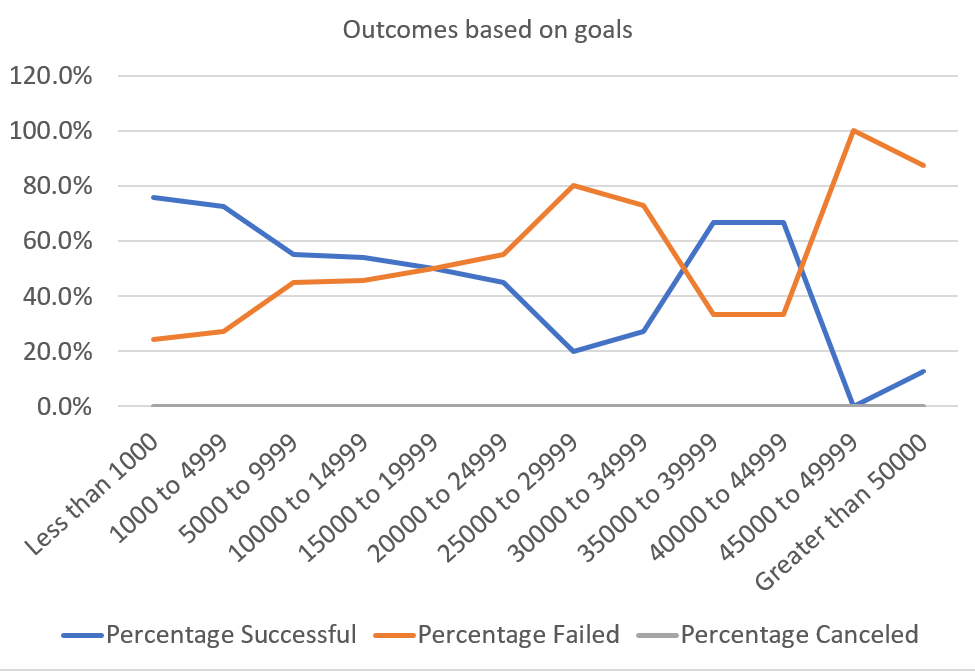 Outcomes based on goals
120.0%
100.0%
80.0%
60.0%
40.0%
20.0%
0.0%
Less than 1000
1000 to 4999
5000 to 9999
10000 to 14999
15000 to 19999
20000 to 24999
25000 to 29999
30000 to 34999
35000 to 39999
40000 to 44999
45000 to 49999
Greater than 50000
Percentage Successful Percentage Failed Percentage Canceled